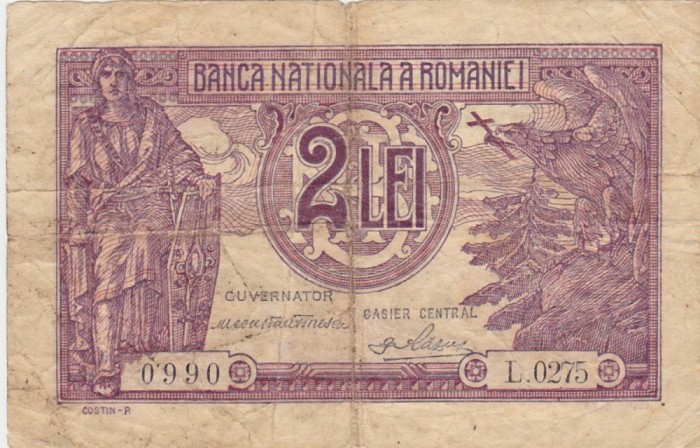 BANCA NATIONALA A ROMANIEI
2 LEI
GUVERNATOR
CASIER CENTRAL
0990
L.0275
COSTIN-P.